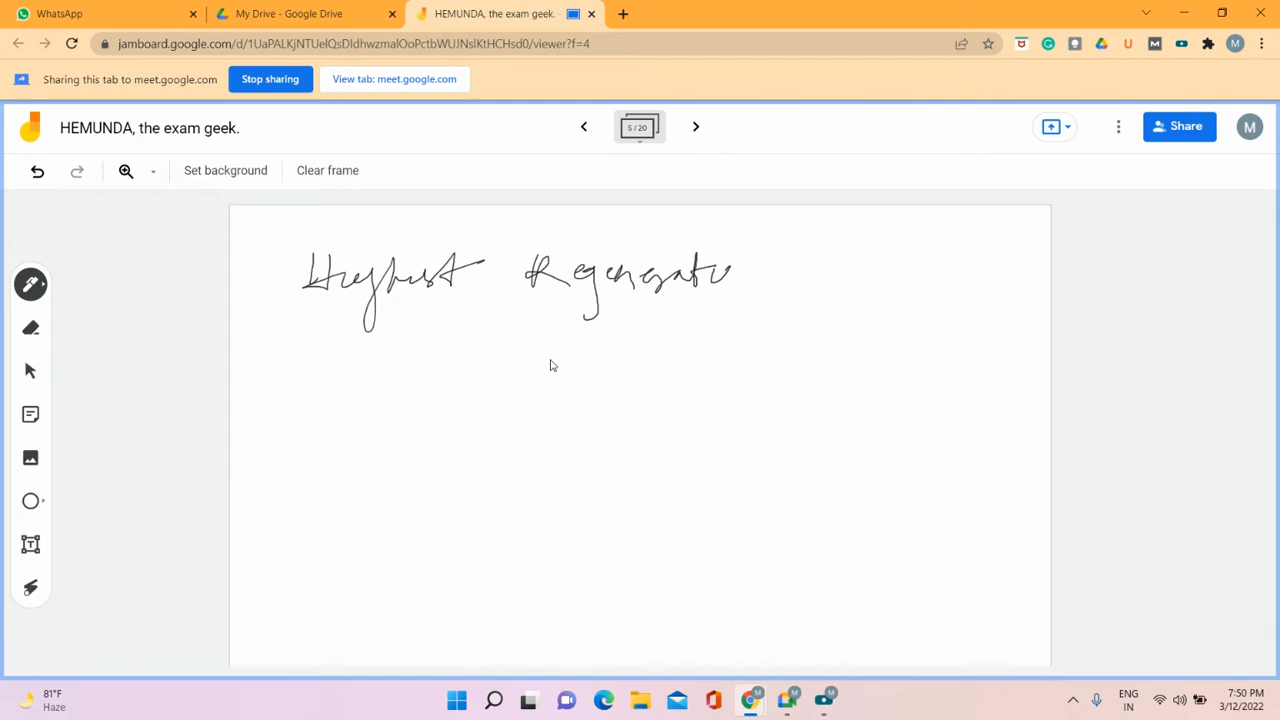 WhatsApp
My Drive - Google Drive
HEMUNDA, the exam geek.
jamboard.google.com/d/1UaPALKjNTUelQsDIdhwzmalOoPctbWUJNslKtHCHsd0/viewer?f=4
Sharing this tab to meet.google.com
Stop sharing
View tab: meet.google.com
HEMUNDA, the exam geek.
5 / 20
Share
M
Set background
Clear frame
Highest Regenerativ
81°F
Haze
ENG
IN
7:50 PM
3/12/2022